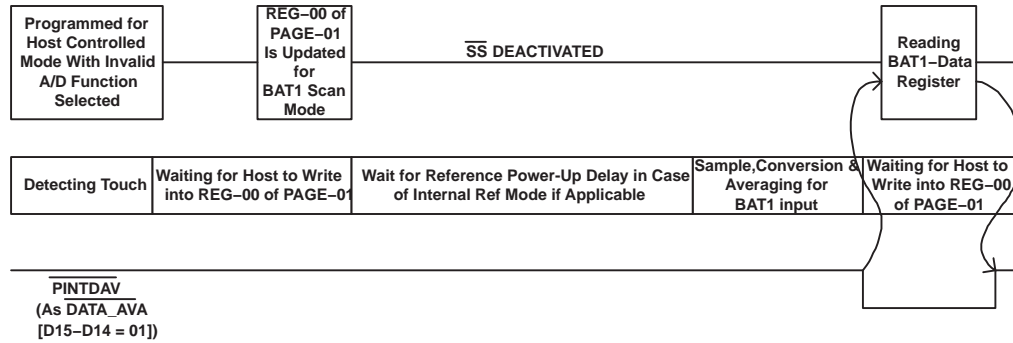 Programmed for
Host Controlled
Mode With Invalid
A/D Function
Selected
REG–00 of
PAGE–01
Is Updated
for
BAT1 Scan
Mode
SS DEACTIVATED
Reading
BAT1–Data
Register
Detecting Touch
Waiting for Host to Write
into REG–00 of PAGE–01
Wait for Reference Power-Up Delay in Case
of Internal Ref Mode if Applicable
Sample,Conversion &
Averaging for
BAT1 input
Waiting for Host to
Write into REG–00
of PAGE–01
PINTDAV
(As DATA_AVA
[D15–D14 = 01])